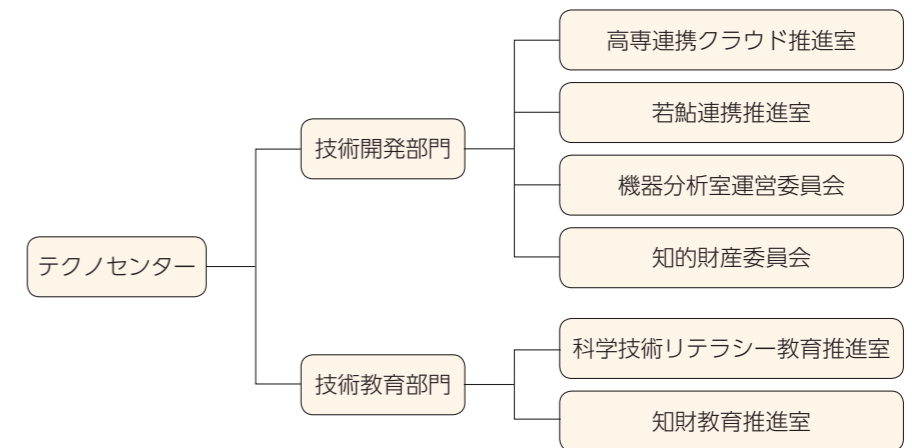 テクノセンター
技術開発部門
高専連携クラウド推進室
若鮎連携推進室
機器分析室運営委員会
知的財産委員会
技術教育部門
科学技術リテラシー教育推進室
知財教育推進室